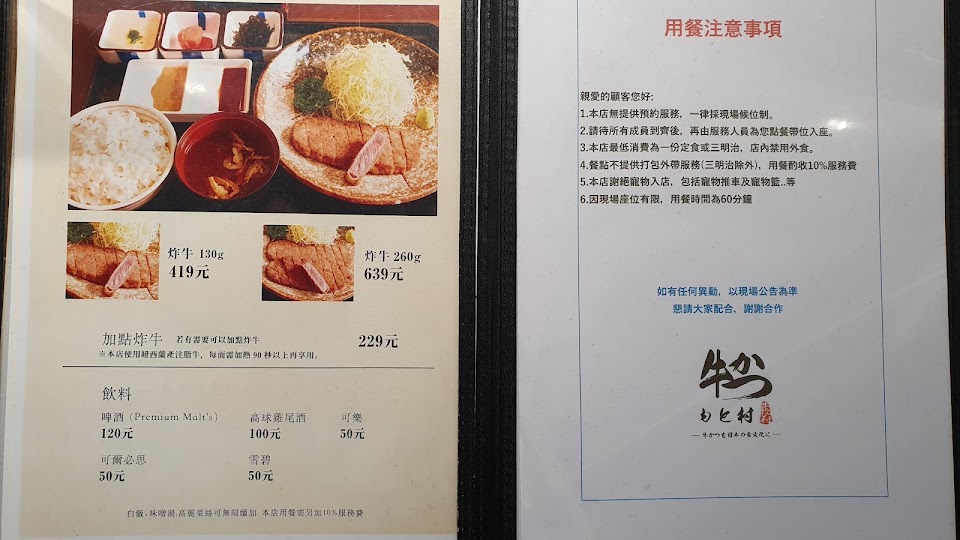 炸牛 130g
419元
炸牛 260g
639元
加點炸牛 若有需要可以加點炸牛 229元
※本店使用紐西蘭產注脂牛, 每面需加熱 90 秒以上再享用。
飲料
啤酒 (Premium Malt's) 高球雞尾酒 可樂
120元 100元 50元
可爾必思 雪碧
50元 50元
白飯、味噌湯、高麗菜絲可無限續加. 本店用餐需另加10%服務費
用餐注意事項
親愛的顧客您好:
1.本店無提供預約服務，一律採現場候位制。
2.請待所有成員到齊後，再由服務人員為您點餐帶位入座。
3.本店最低消費為一份定食或三明治，店內禁用外食。
4.餐點不提供打包外帶服務(三明治除外)，用餐酌收10%服務費
5.本店謝絕寵物入店，包括寵物推車及寵物籃..等
6.因現場座位有限，用餐時間為60分鐘
如有任何異動，以現場公告為準
懇請大家配合，謝謝合作
牛かつ
もと村
— 牛かつを日本の食文化に —